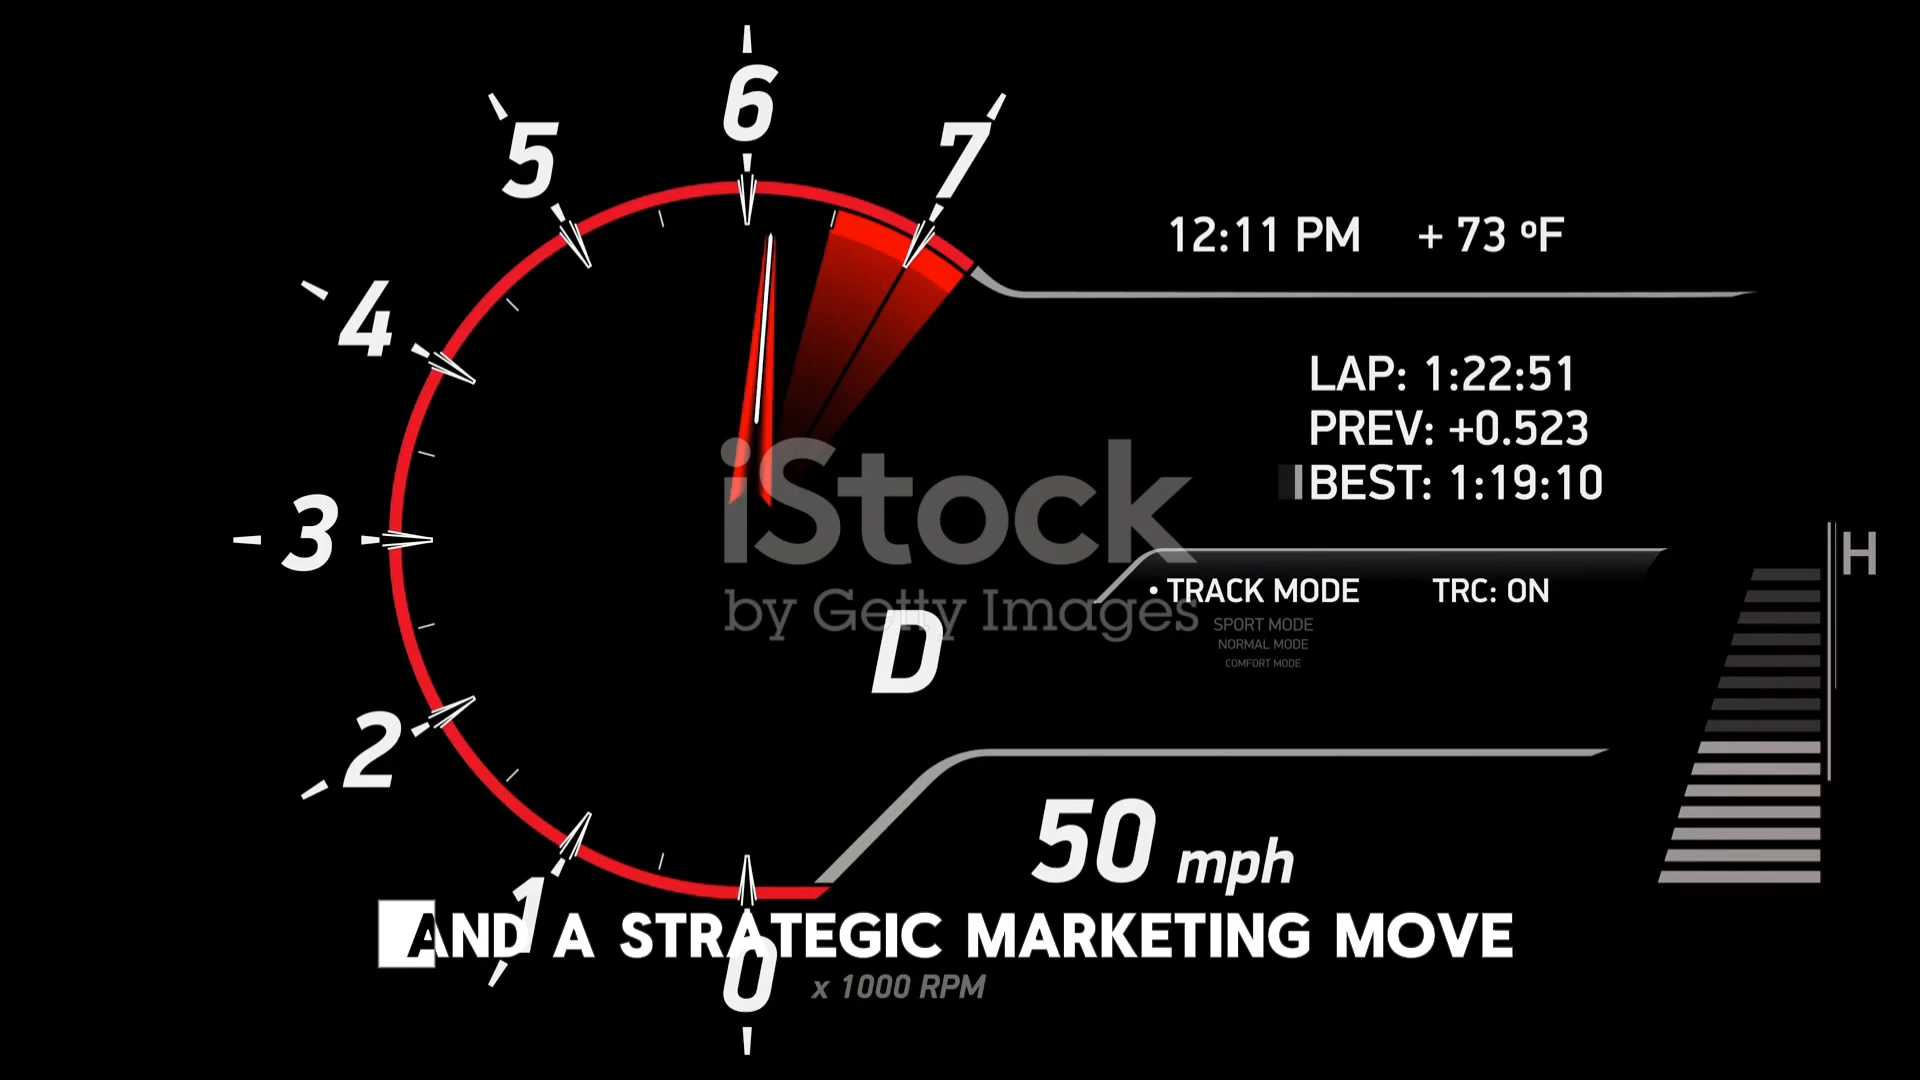 6
5
7
4
3
2
1
0
x 1000 RPM
12:11 PM + 73 ºF
LAP: 1:22:51
PREV: +0.523
BEST: 1:19:10
iStock
by Getty Images
• TRACK MODE TRC: ON
SPORT MODE
NORMAL MODE
COMFORT MODE
H
D
50 mph
AND A STRATEGIC MARKETING MOVE